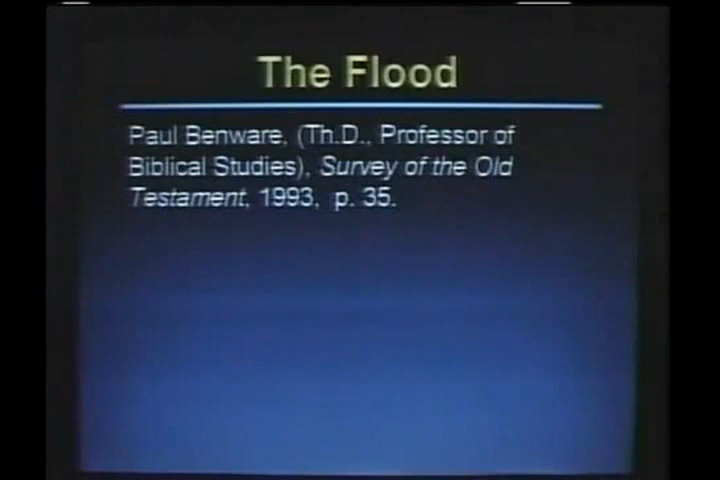 The Flood
Paul Benware, (Th.D., Professor of
Biblical Studies), Survey of the Old
Testament, 1993, p. 35.